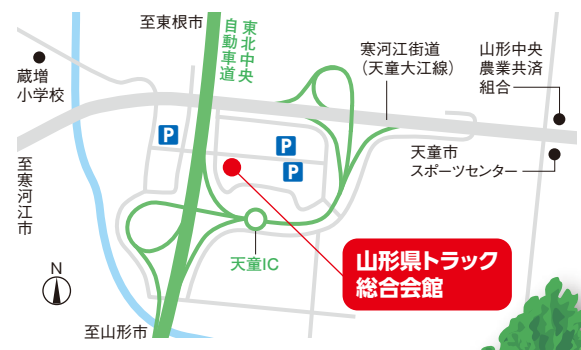 至東根市
東北中央
自動車道
蔵増
小学校
寒河江街道
（天童大江線）
山形中央
農業共済
組合
P
P
P
天童市
スポーツセンター
至寒河江市
天童IC
山形県トラック
総合会館
N
至山形市